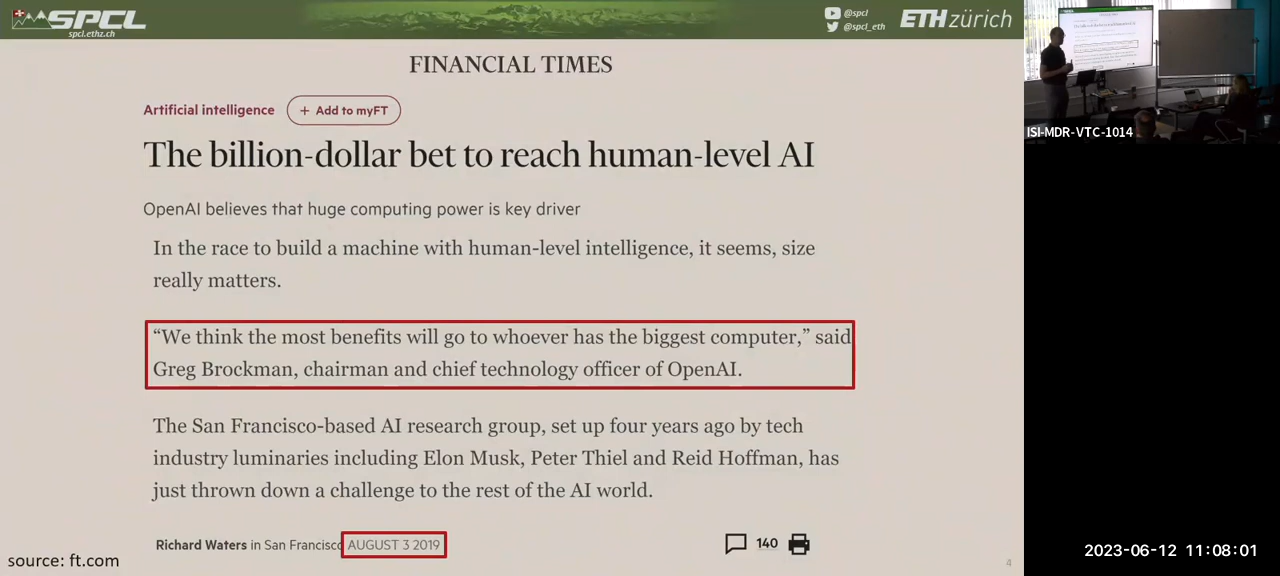 SPCL
spcl.ethz.ch
@spcl
@spcl_eth
ETH zürich
FINANCIAL TIMES
Artificial intelligence
+ Add to myFT
The billion-dollar bet to reach human-level AI
OpenAI believes that huge computing power is key driver
In the race to build a machine with human-level intelligence, it seems, size
really matters.
“We think the most benefits will go to whoever has the biggest computer,” said
Greg Brockman, chairman and chief technology officer of OpenAI.
The San Francisco-based AI research group, set up four years ago by tech
industry luminaries including Elon Musk, Peter Thiel and Reid Hoffman, has
just thrown down a challenge to the rest of the AI world.
Richard Waters in San Francisco AUGUST 3 2019
140
source: ft.com
4
ISI-MDR-VTC-1014
2023-06-12 11:08:01